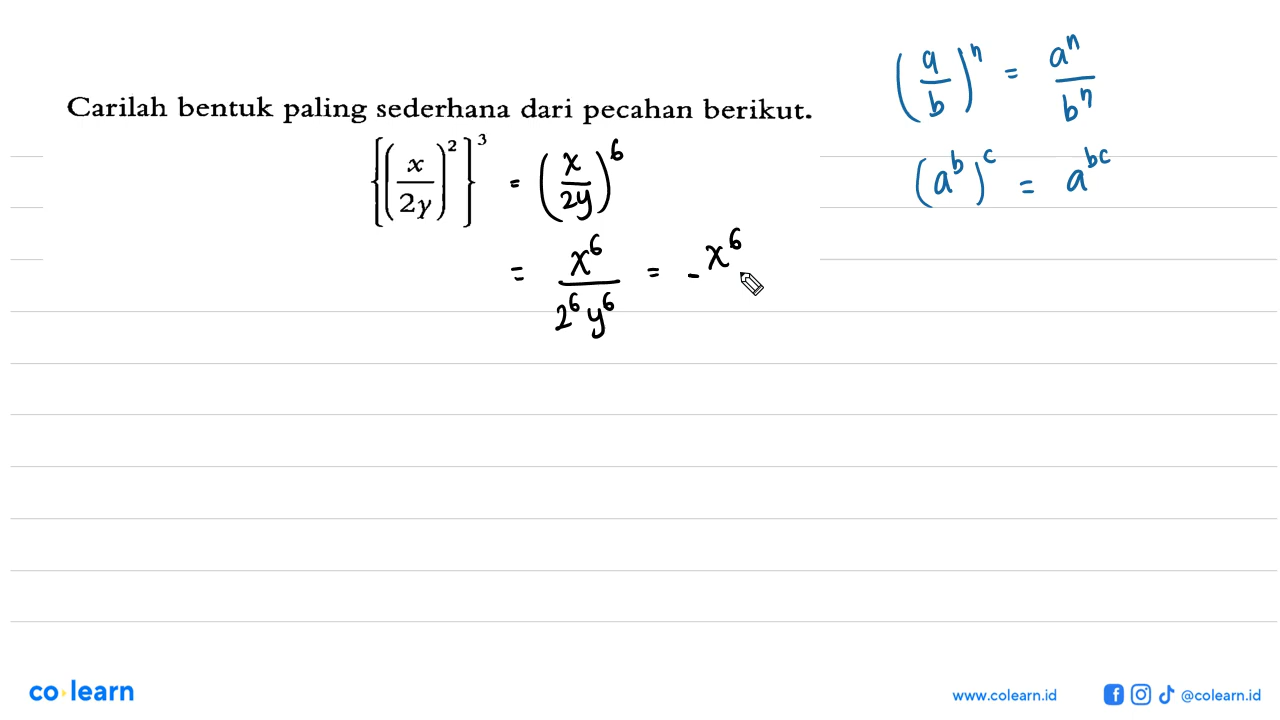 Carilah bentuk paling sederhana dari pecahan berikut.
{[(x/2y)^2]}^3 = (x/2y)^6
= x^6/2^6 y^6 = - x^6
(a/b)^n = a^n/b^n
(a^b)^c = a^bc
co learn
www.colearn.id @colearn.id